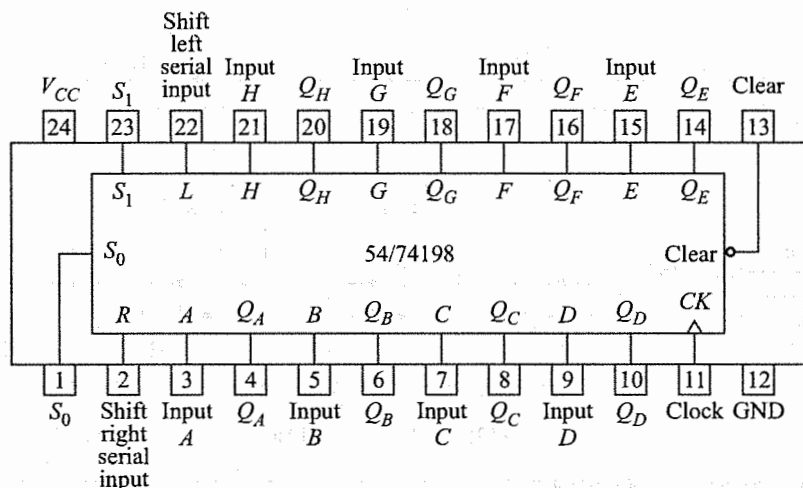 Shift
left
serial
input
Input
H
Input
G
Input
F
Input
E
V_CC S_1 Q_H Q_G Q_F Q_E Clear
24 23 22 21 20 19 18 17 16 15 14 13
S_1 L H Q_H G Q_G F Q_F E Q_E
S_0 54/74198 Clear
CK
R A Q_A B Q_B C Q_C D Q_D
1 2 3 4 5 6 7 8 9 10 11 12
S_0
Shift
right
serial
input
Input
A
Q_A
Input
B
Q_B
Input
C
Q_C
Input
D
Q_D
Clock
GND